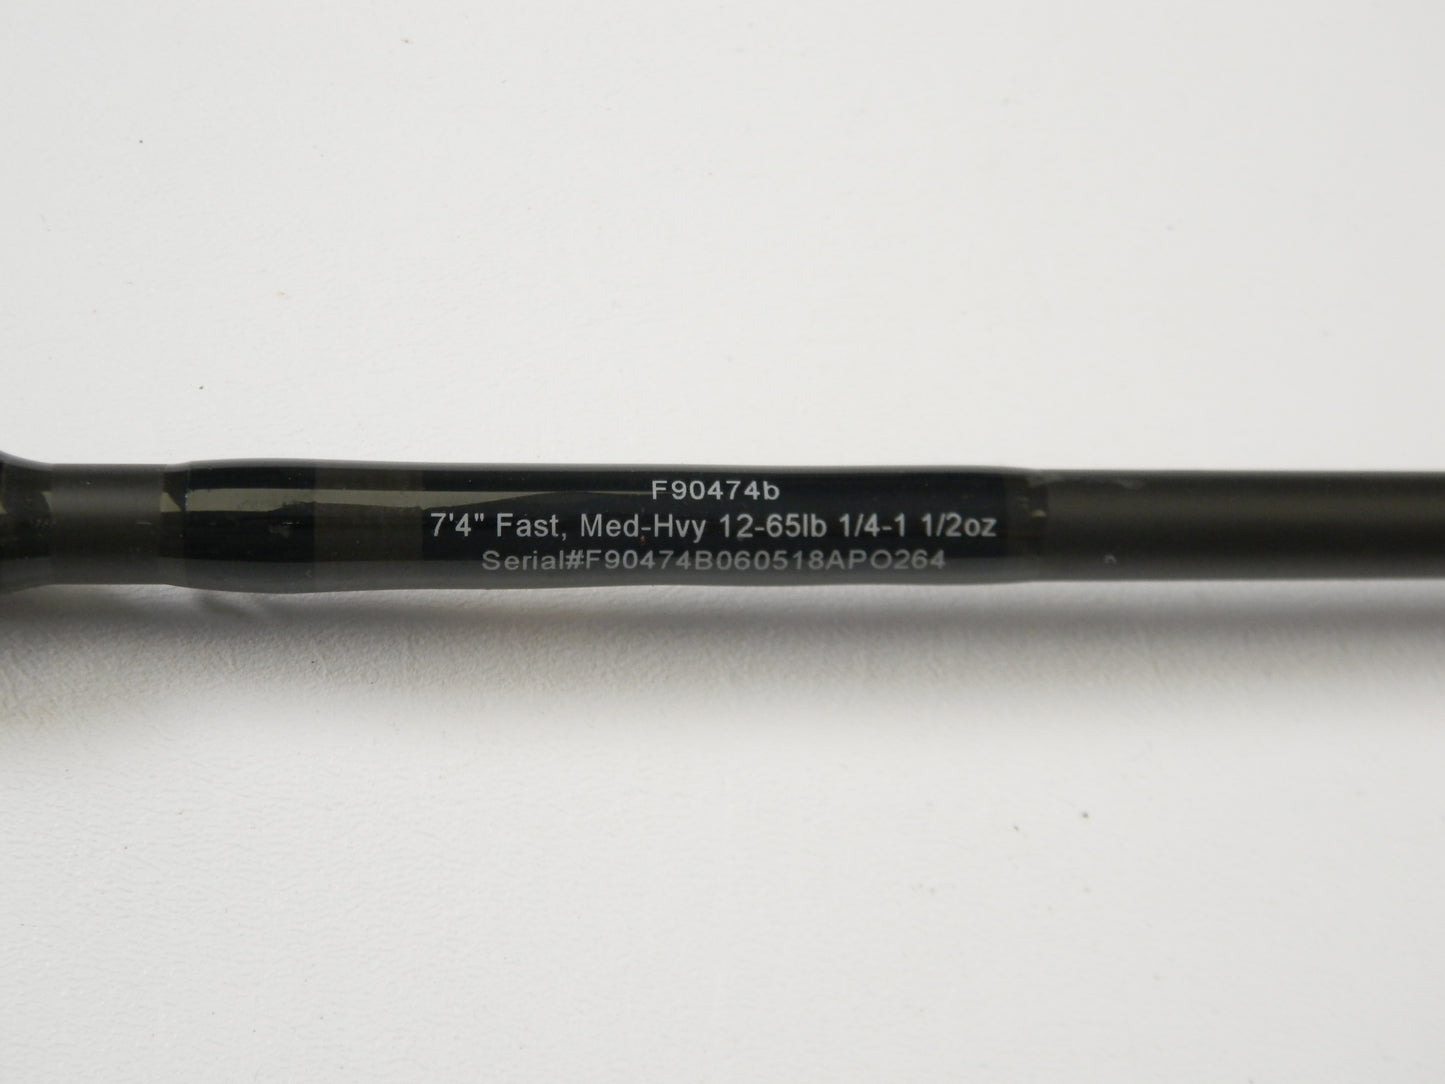 F90474b
7'4" Fast, Med-Hvy 12-65lb 1/4-1 1/2oz
Serial#F90474B060518APO264